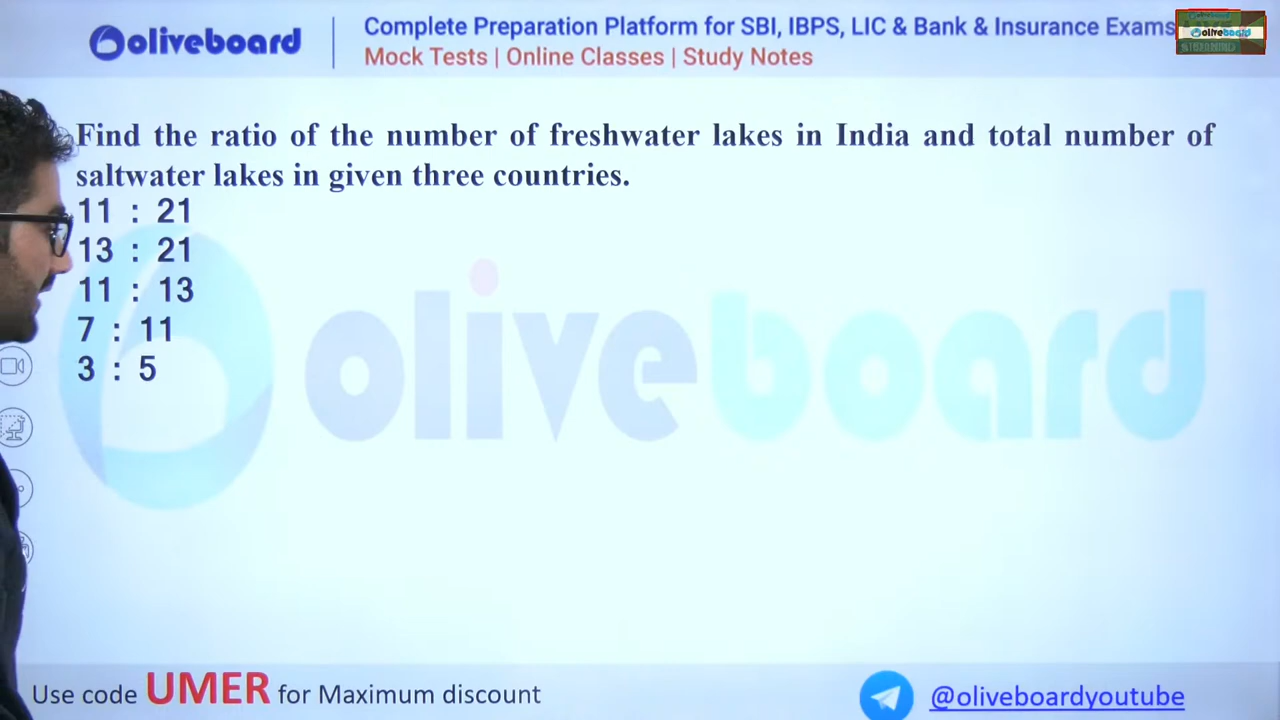 oliveboard
Complete Preparation Platform for SBI, IBPS, LIC & Bank & Insurance Exams
Mock Tests | Online Classes | Study Notes
oliveboard
Find the ratio of the number of freshwater lakes in India and total number of
saltwater lakes in given three countries.
11 : 21
13 : 21
11 : 13
7 : 11
3 : 5
oliveboard
Use code UMER for Maximum discount
@oliveboardyoutube